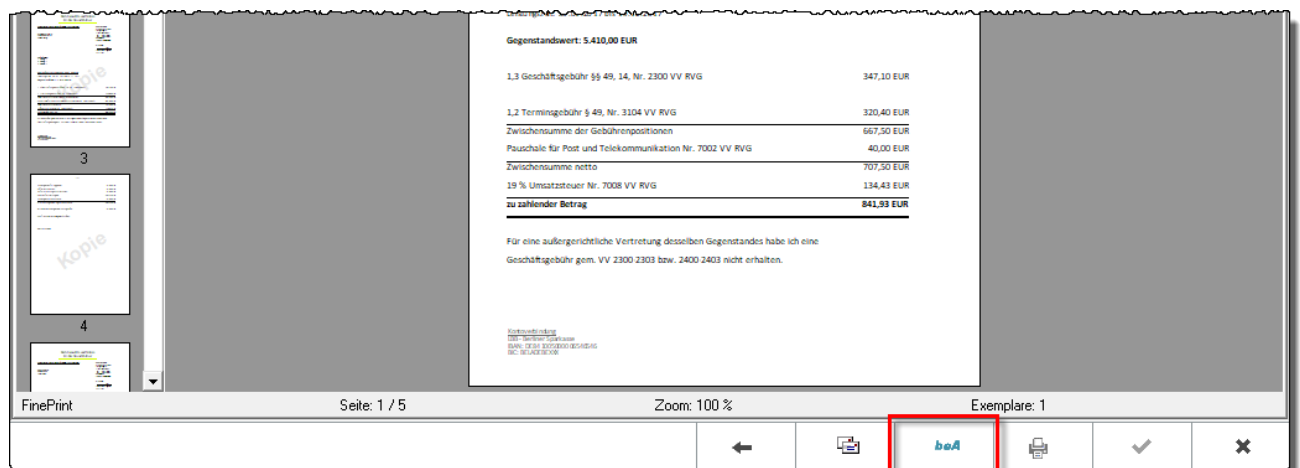 Gegenstandswert: 5.410,00 EUR
1,3 Geschäftsgebühr §§ 49, 14, Nr. 2300 VV RVG 347,10 EUR
Kopie
3
1,2 Terminsgebühr § 49, Nr. 3104 VV RVG 320,40 EUR
Zwischensumme der Gebührenpositionen 667,50 EUR
Pauschale für Post und Telekommunikation Nr. 7002 VV RVG 40,00 EUR
Zwischensumme netto 707,50 EUR
19 % Umsatzsteuer Nr. 7008 VV RVG 134,43 EUR
zu zahlender Betrag 841,93 EUR
Für eine außergerichtliche Vertretung desselben Gegenstandes habe ich eine
Geschäftsgebühr gem. VV 2300 2303 bzw. 2400 2403 nicht erhalten.
Kopie
4
Kontoverbindung
Berliner Sparkasse
FinePrint Seite: 1 / 5 Zoom: 100 % Exemplare: 1
beA